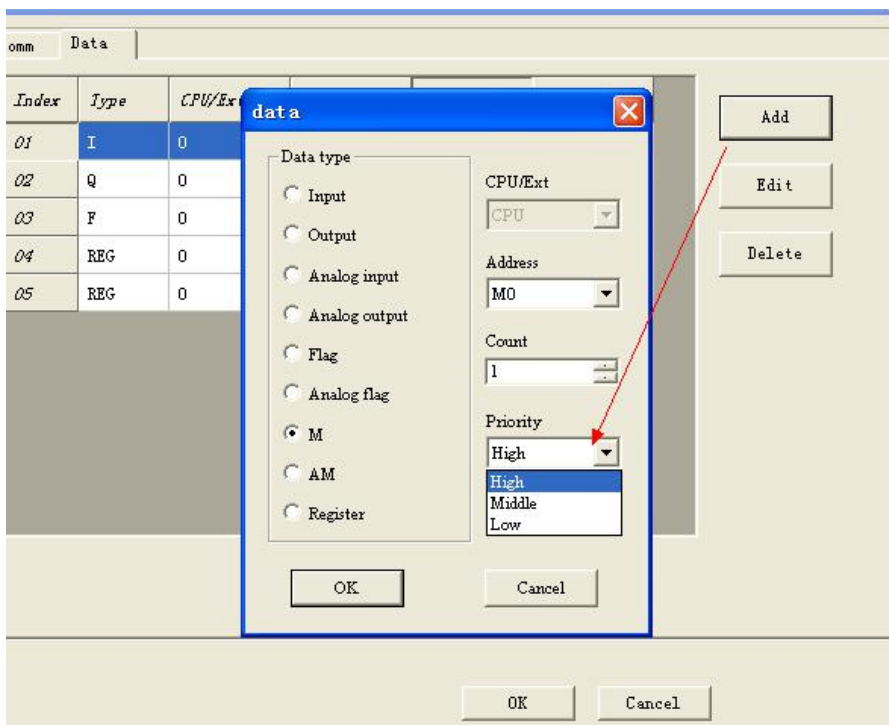 omm Data
Index Type CPU/Ex
01 I 0
02 Q 0
03 F 0
04 REG 0
05 REG 0
data
Data type
Input
Output
Analog input
Analog output
Flag
Analog flag
M
AM
Register
CPU/Ext
CPU
Address
M0
Count
1
Priority
High
High
Middle
Low
OK
Cancel
Add
Edit
Delete
OK
Cancel